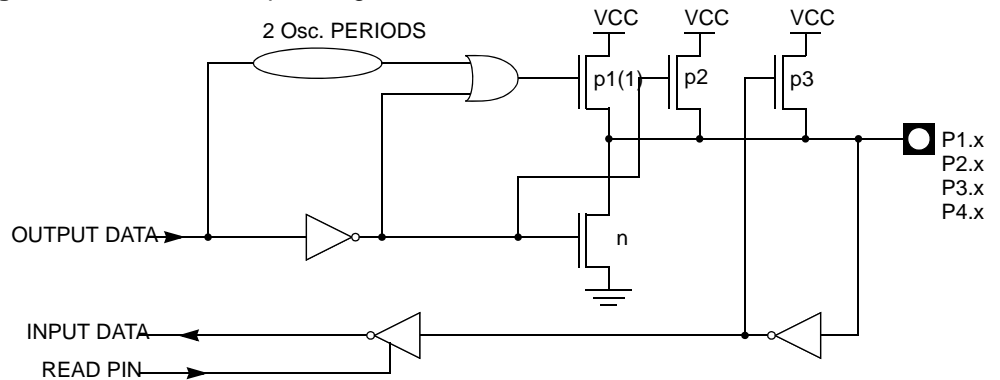 2 Osc. PERIODS
VCC
VCC
VCC
p1(1)
p2
p3
P1.x
P2.x
P3.x
P4.x
OUTPUT DATA
n
INPUT DATA
READ PIN